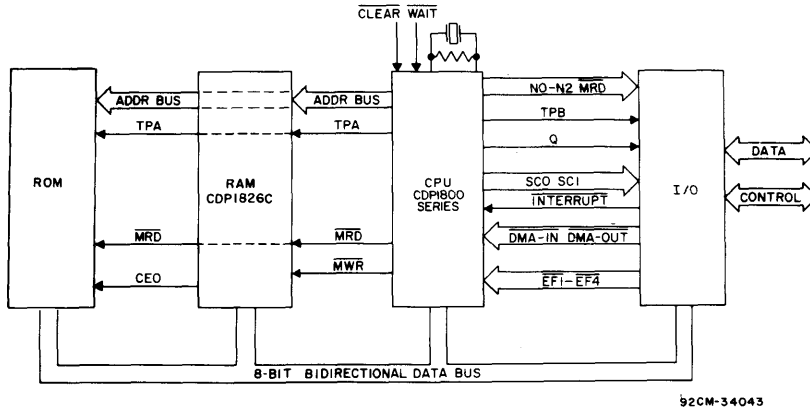 CLEAR WAIT
ADDR BUS
ADDR BUS
NO-N2 MRD
TPA
TPA
TPB
Q
DATA
ROM
RAM
CDP1826C
CPU
CDP1800
SERIES
SCO SCI
I/O
INTERRUPT
CONTROL
MRD
MRD
DMA-IN DMA-OUT
MWR
CEO
EF1-EF4
8-BIT BIDIRECTIONAL DATA BUS
92CM-34043